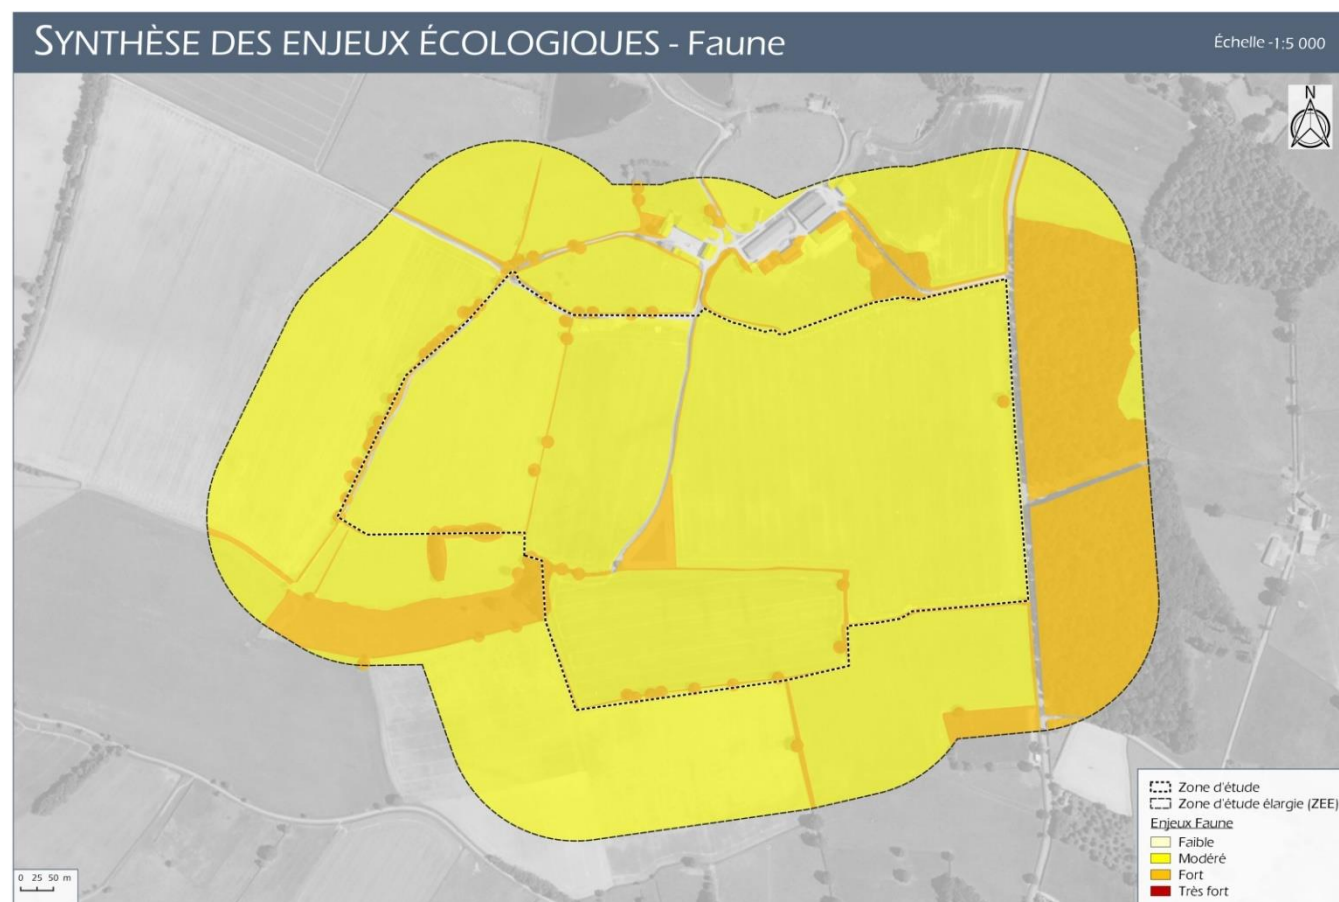 SYNTHÈSE DES ENJEUX ÉCOLOGIQUES - Faune
Échelle -1:5 000
N
Zone d'étude
Zone d'étude élargie (ZEE)
Enjeux Faune
Faible
Modéré
Fort
Très fort
0 25 50 m